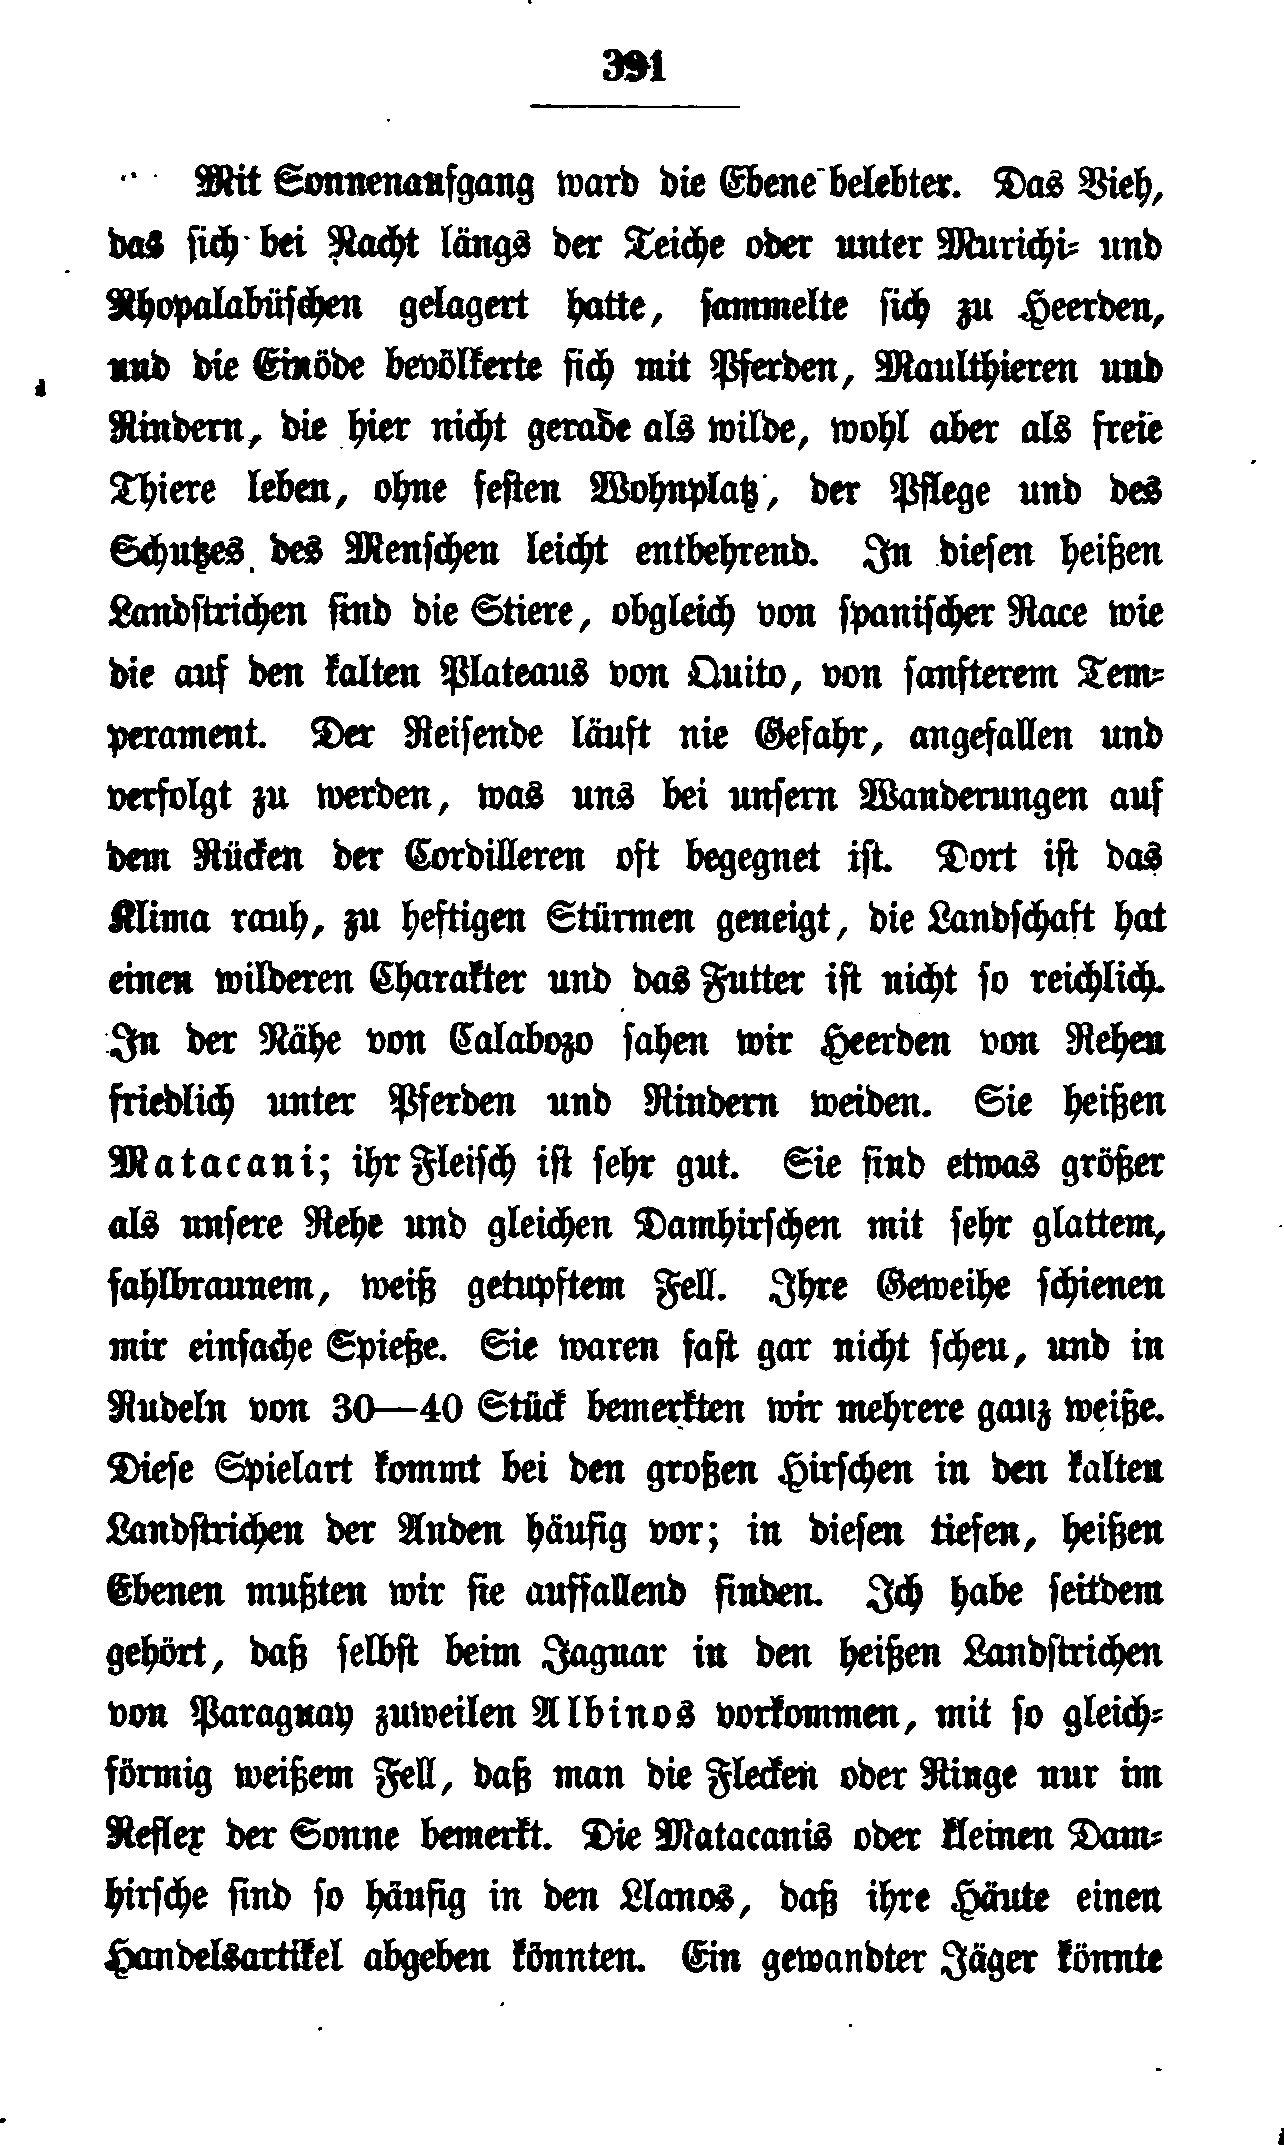 391
Mit Sonnenaufgang ward die Ebene belebter. Das Vieh,
das sich bei Nacht längs der Teiche oder unter Murichi- und
Rhopalabüschen gelagert hatte, sammelte sich zu Heerden,
und die Einöde bevölkerte sich mit Pferden, Maulthieren und
Rindern, die hier nicht gerade als wilde, wohl aber als freie
Thiere leben, ohne festen Wohnplatz, der Pflege und des
Schutzes des Menschen leicht entbehrend. In diesen heißen
Landstrichen sind die Stiere, obgleich von spanischer Race wie
die auf den kalten Plateaus von Quito, von sanfterem Tem-
perament. Der Reisende läuft nie Gefahr, angefallen und
verfolgt zu werden, was uns bei unsern Wanderungen auf
dem Rücken der Cordilleren oft begegnet ist. Dort ist das
Klima rauh, zu heftigen Stürmen geneigt, die Landschaft hat
einen wilderen Charakter und das Futter ist nicht so reichlich.
In der Nähe von Calabozo sahen wir Heerden von Rehen
friedlich unter Pferden und Rindern weiden. Sie heißen
Matacani; ihr Fleisch ist sehr gut. Sie sind etwas größer
als unsere Rehe und gleichen Damhirschen mit sehr glattem,
fahlbraunem, weiß getupftem Fell. Ihre Geweihe schienen
mir einfache Spieße. Sie waren fast gar nicht scheu, und in
Rudeln von 30—40 Stück bemerkten wir mehrere ganz weiße.
Diese Spielart kommt bei den großen Hirschen in den kalten
Landstrichen der Anden häufig vor; in diesen tiefen, heißen
Ebenen mußten wir sie auffallend finden. Ich habe seitdem
gehört, daß selbst beim Jaguar in den heißen Landstrichen
von Paraguay zuweilen Albinos vorkommen, mit so gleich-
förmig weißem Fell, daß man die Flecken oder Ringe nur im
Reflex der Sonne bemerkt. Die Matacanis oder kleinen Dam-
hirsche sind so häufig in den Llanos, daß ihre Häute einen
Handelsartikel abgeben könnten. Ein gewandter Jäger könnte